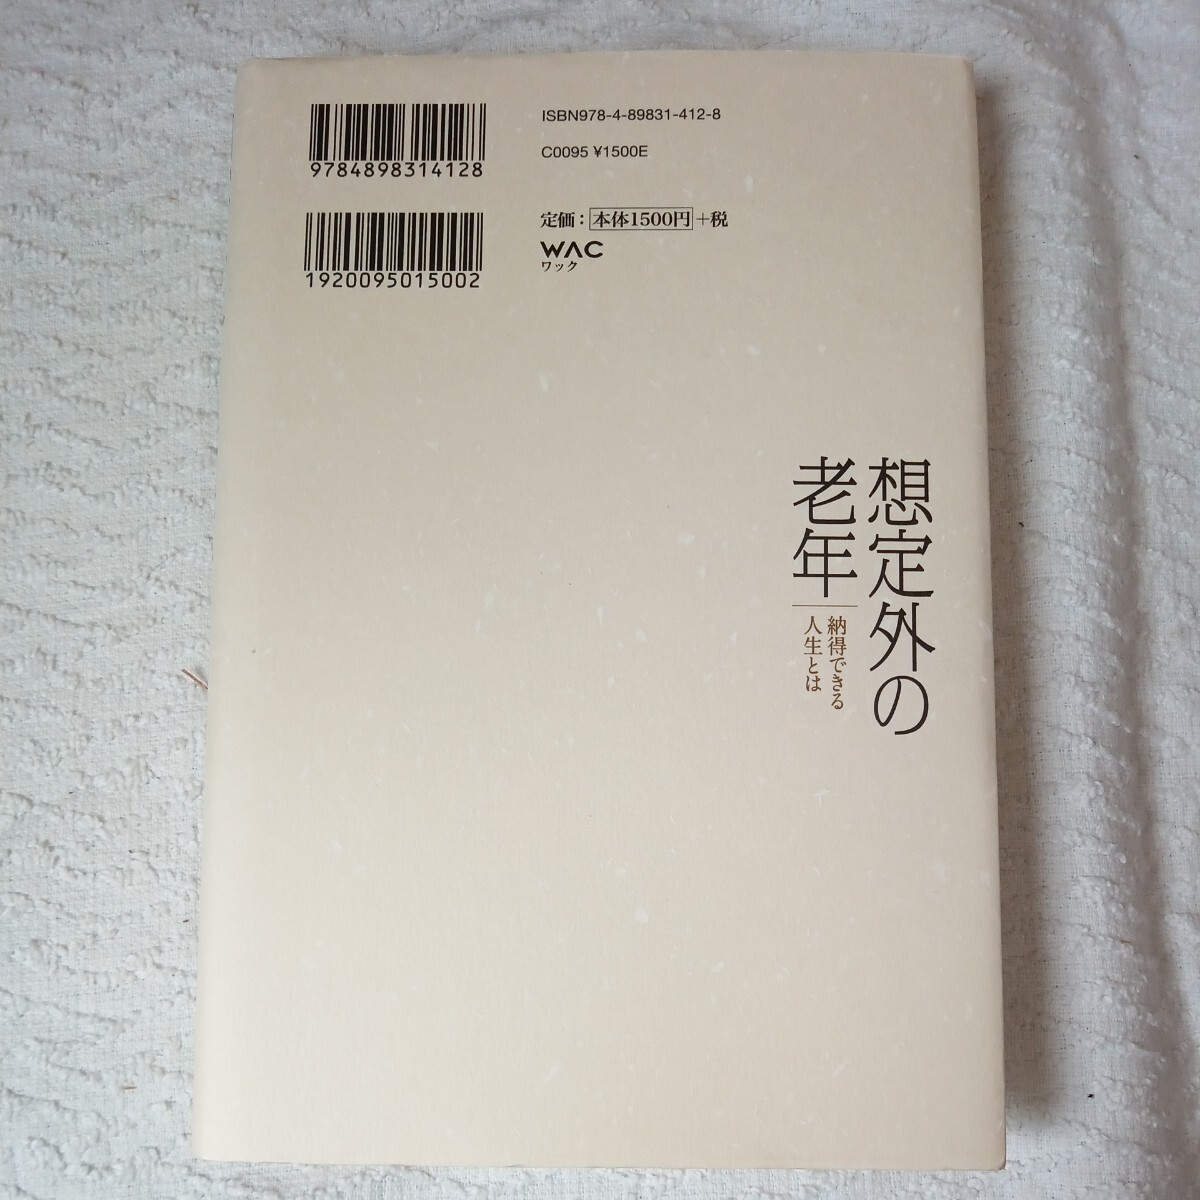 9784898314128
ISBN978-4-89831-412-8
C0095 ¥1500E
1920095015002
定価：本体1500円+税
WAC
ワック
想定外の
老年
納得できる
人生とは